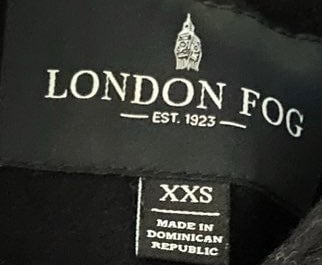 LONDON FOG
EST. 1923
XXS
MADE IN
DOMINICAN
REPUBLIC